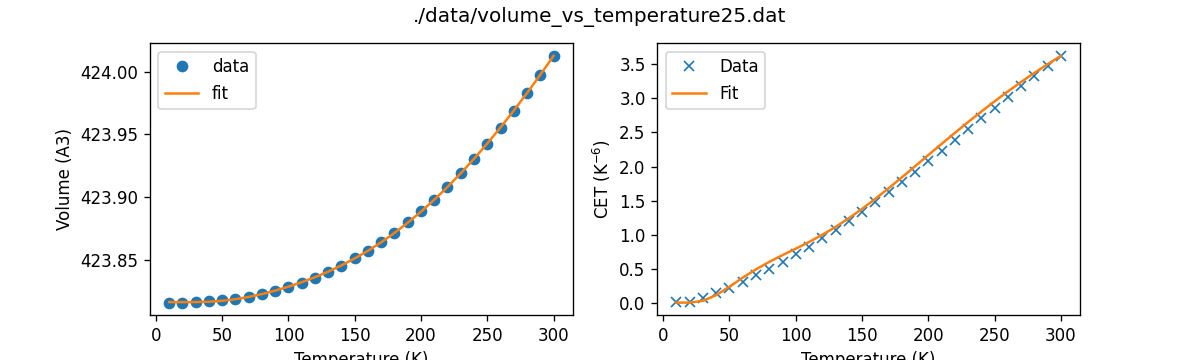 ./data/volume_vs_temperature25.dat
Volume (A3)
424.00
423.95
423.90
423.85
data
fit
0 50 100 150 200 250 300
Temperature (K)
CET (K⁻⁶)
3.5
3.0
2.5
2.0
1.5
1.0
0.5
0.0
Data
Fit
0 50 100 150 200 250 300
Temperature (K)